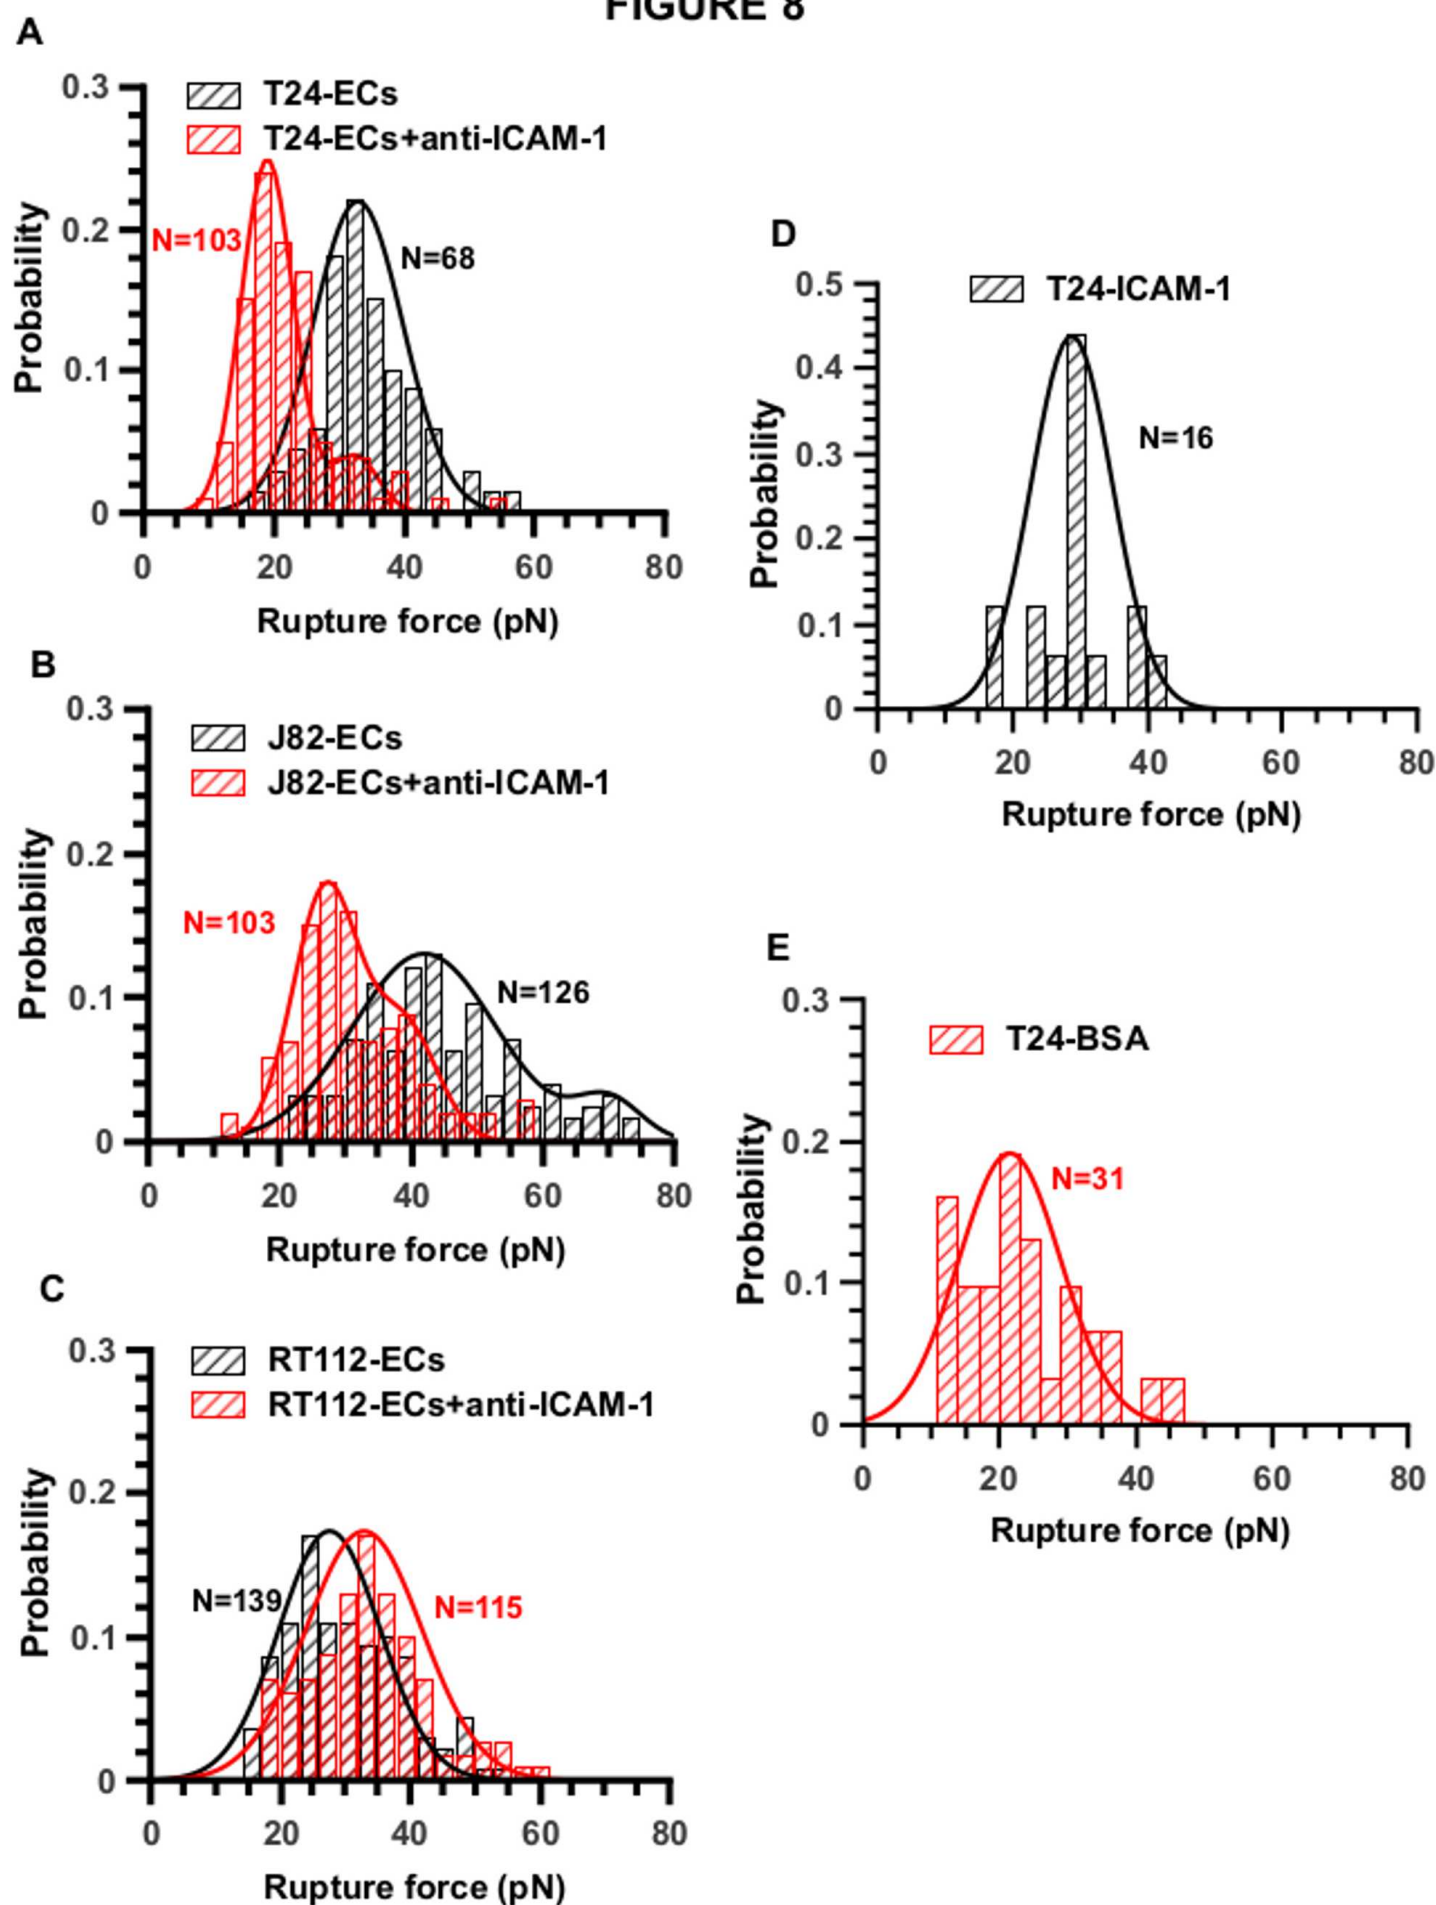 FIGURE 8
A
T24-ECs
T24-ECs+anti-ICAM-1
N=103
N=68
0.3
0.2
0.1
0
Probability
0 20 40 60 80
Rupture force (pN)
B
J82-ECs
J82-ECs+anti-ICAM-1
N=103
N=126
0.3
0.2
0.1
0
Probability
0 20 40 60 80
Rupture force (pN)
C
RT112-ECs
RT112-ECs+anti-ICAM-1
N=139
N=115
0.3
0.2
0.1
0
Probability
0 20 40 60 80
Rupture force (pN)
D
T24-ICAM-1
N=16
0.5
0.4
0.3
0.2
0.1
0
Probability
0 20 40 60 80
Rupture force (pN)
E
T24-BSA
N=31
0.3
0.2
0.1
0
Probability
0 20 40 60 80
Rupture force (pN)